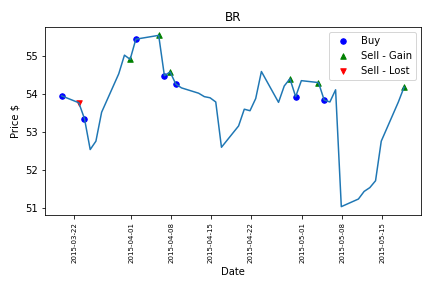 BR
Buy
Sell - Gain
Sell - Lost
Price $
55
54
53
52
51
2015-03-22
2015-04-01
2015-04-08
2015-04-15
2015-04-22
2015-05-01
2015-05-08
2015-05-15
Date